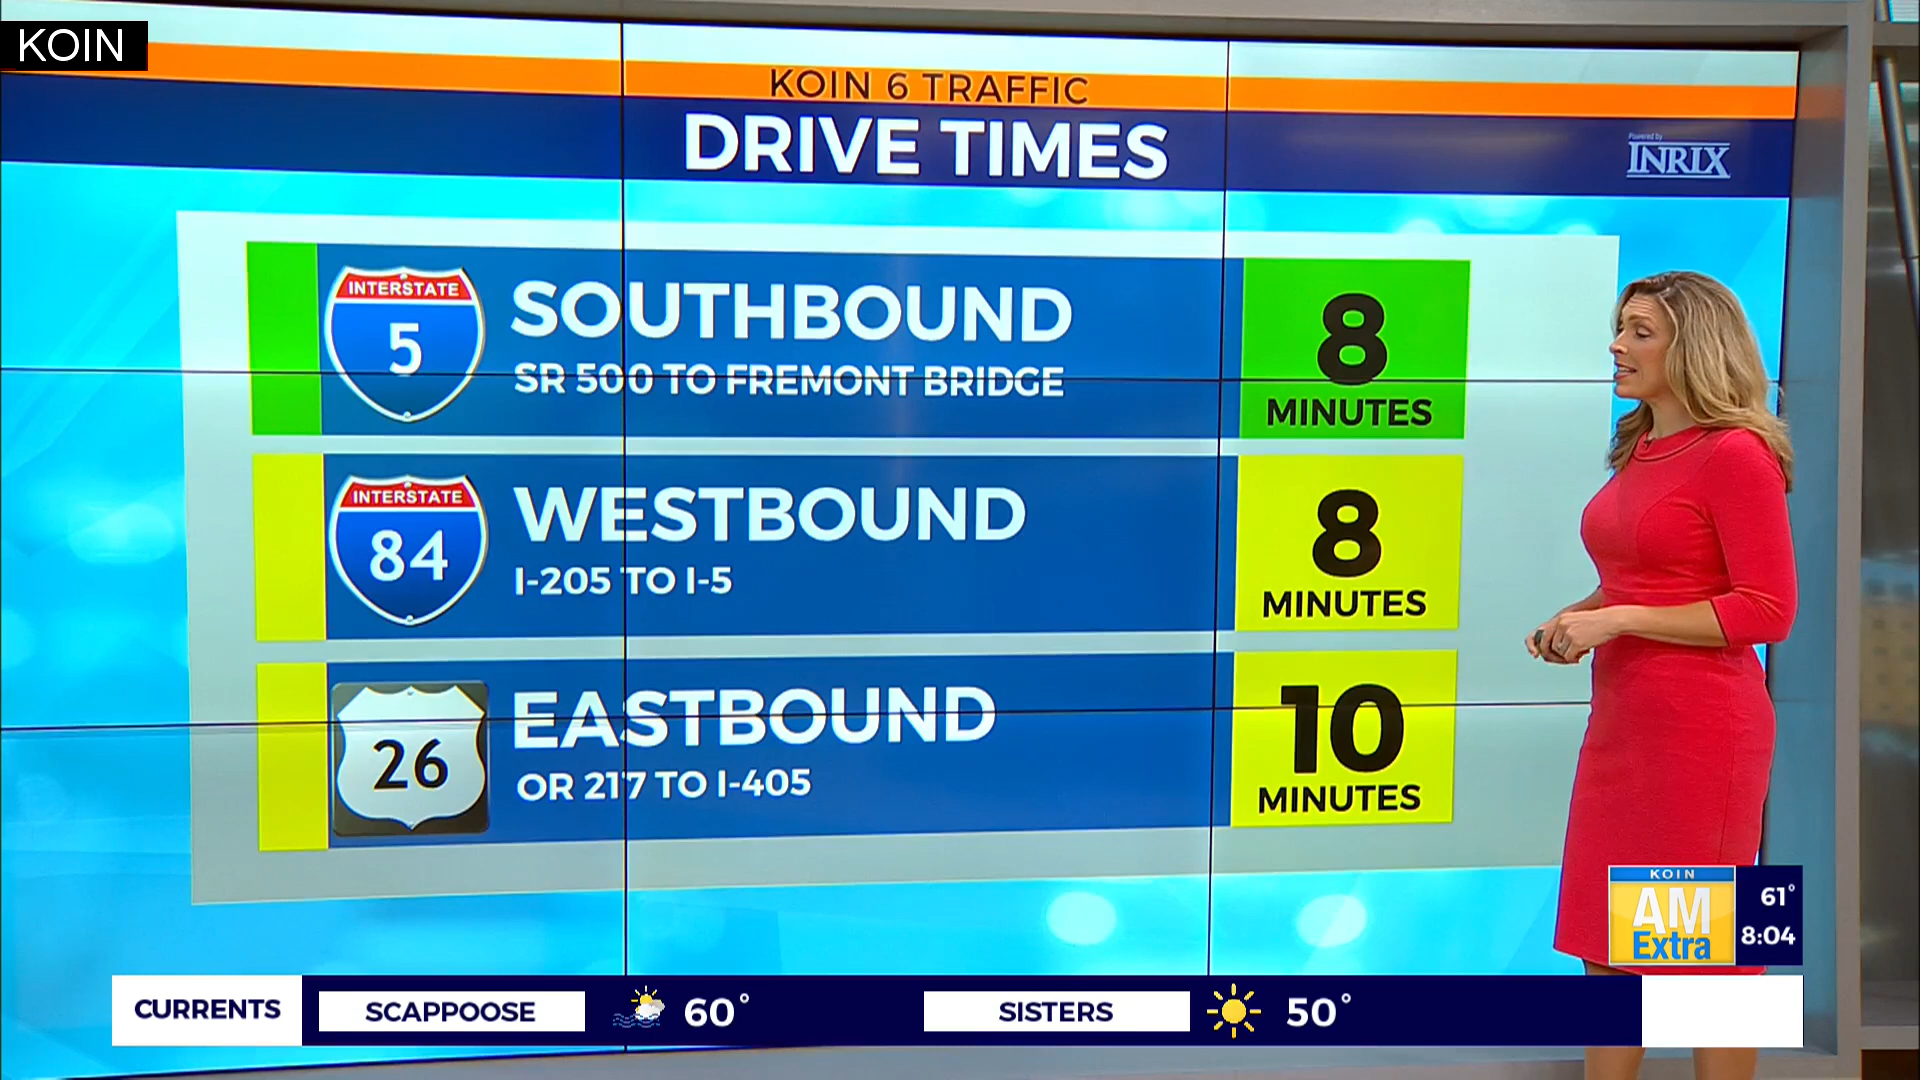 KOIN
KOIN 6 TRAFFIC
DRIVE TIMES
Powered by
INRIX
INTERSTATE
5
SOUTHBOUND
SR 500 TO FREMONT BRIDGE
8
MINUTES
INTERSTATE
84
WESTBOUND
I-205 TO I-5
8
MINUTES
26
EASTBOUND
OR 217 TO I-405
10
MINUTES
KOIN
AM
Extra
61°
8:04
CURRENTS
SCAPPOOSE
60°
SISTERS
50°